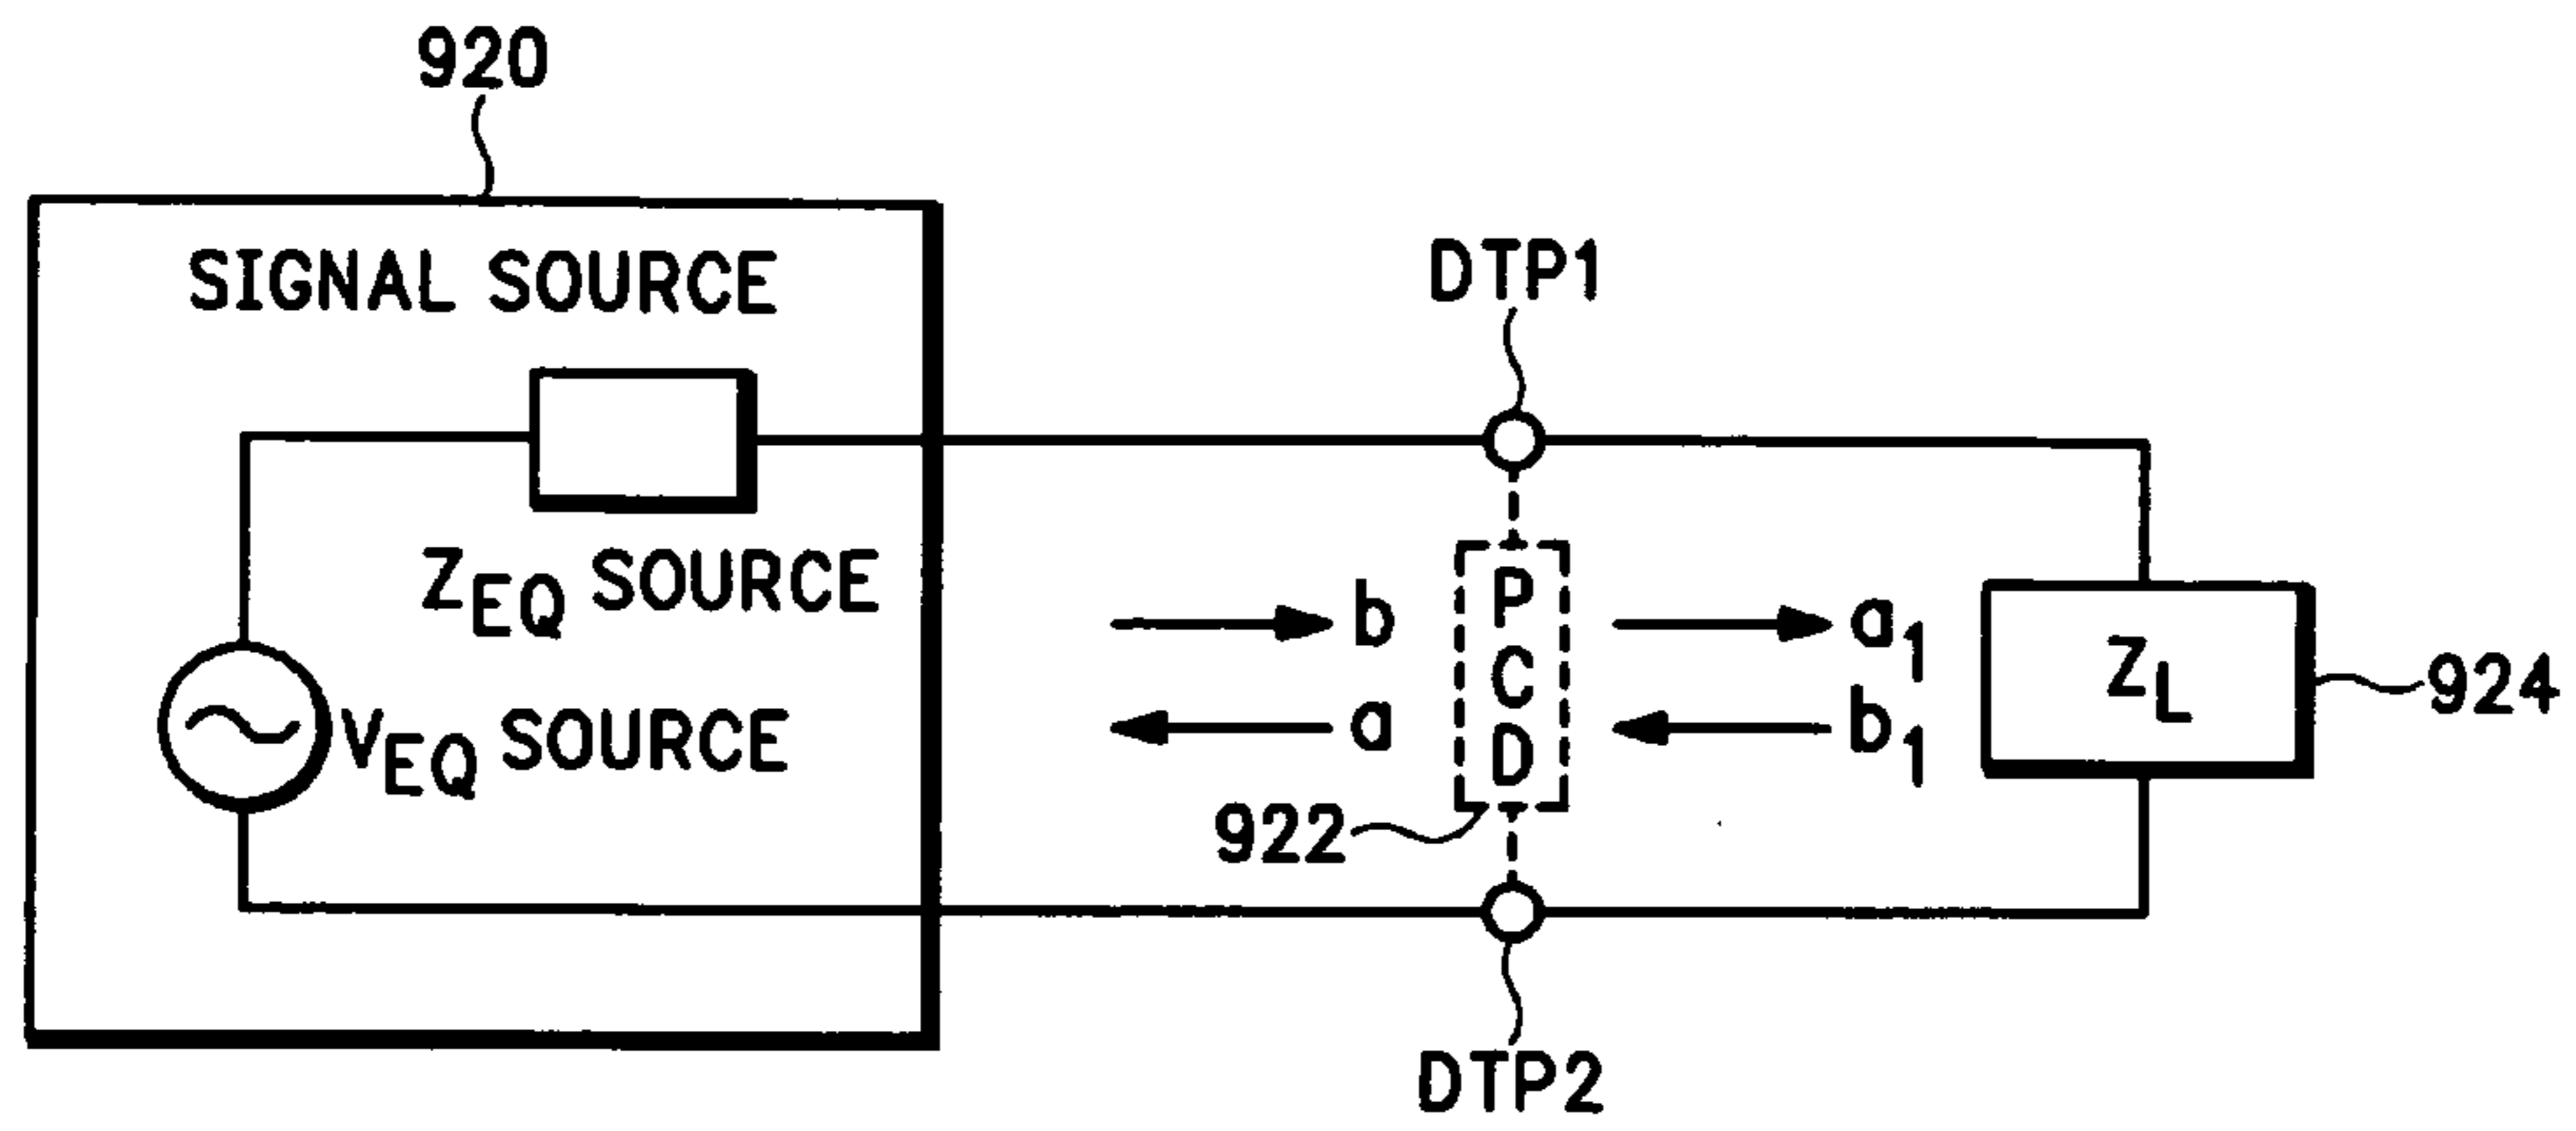 920
SIGNAL SOURCE
DTP1
ZEQ SOURCE
VEQ SOURCE
b
a
P
C
D
a1
b1
ZL
924
922
DTP2